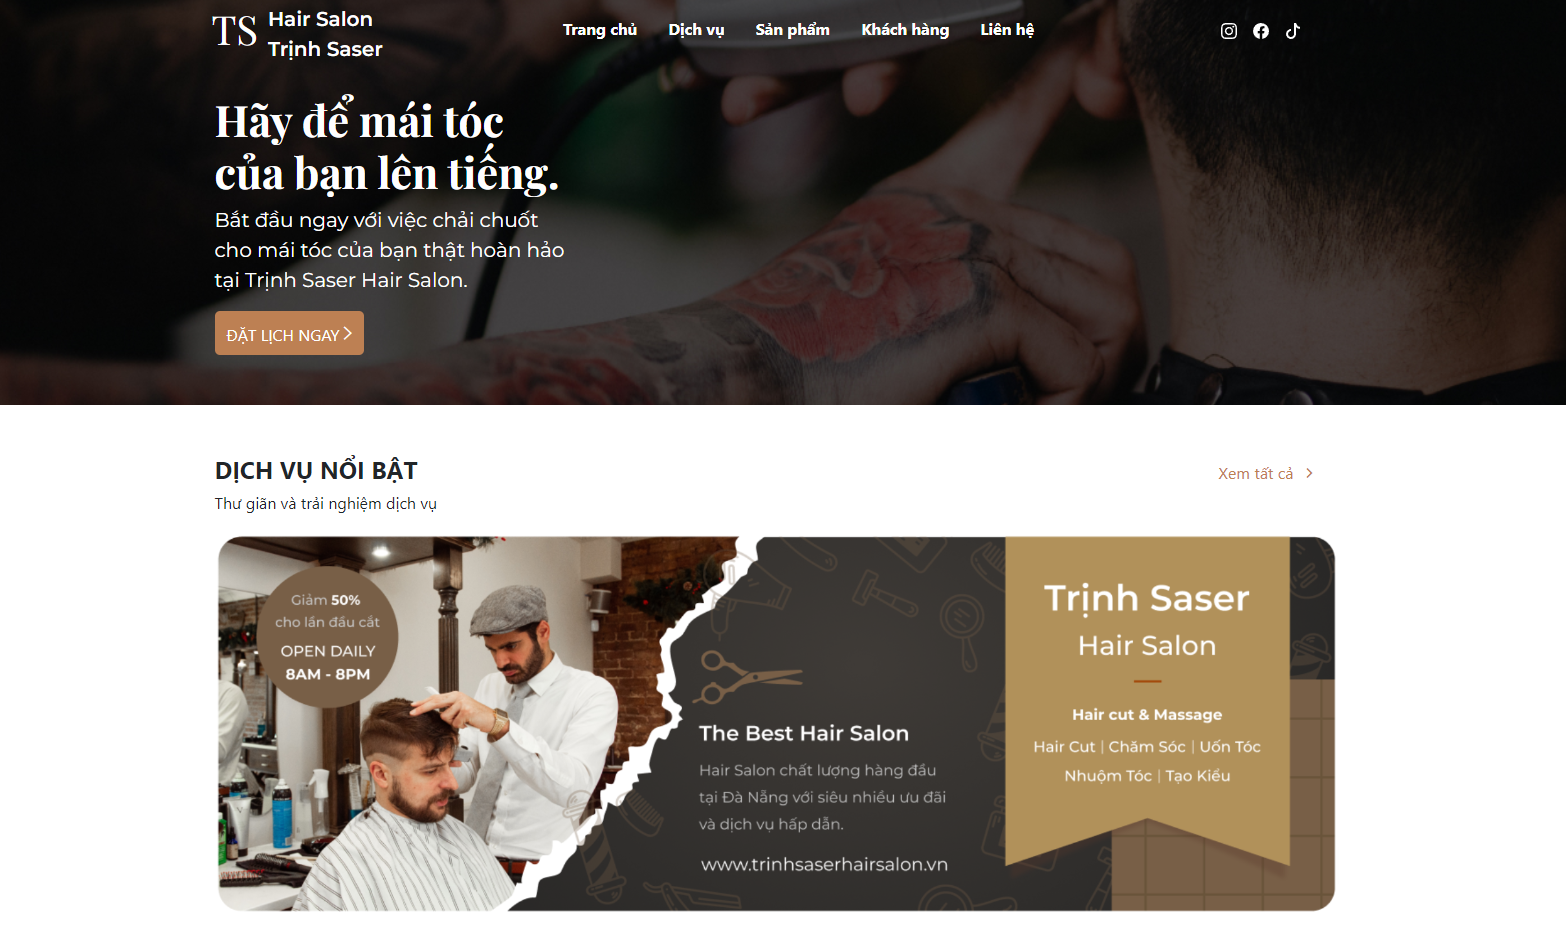 TS
Hair Salon
Trịnh Saser
Trang chủ
Dịch vụ
Sản phẩm
Khách hàng
Liên hệ
Hãy để mái tóc
của bạn lên tiếng.
Bắt đầu ngay với việc chải chuốt
cho mái tóc của bạn thật hoàn hảo
tại Trịnh Saser Hair Salon.
ĐẶT LỊCH NGAY
DỊCH VỤ NỔI BẬT
Xem tất cả
Thư giãn và trải nghiệm dịch vụ
Giảm 50%
cho lần đầu cắt
OPEN DAILY
8AM - 8PM
The Best Hair Salon
Hair Salon chất lượng hàng đầu
tại Đà Nẵng với siêu nhiều ưu đãi
và dịch vụ hấp dẫn.
www.trinhsaserhairsalon.vn
Trịnh Saser
Hair Salon
Hair cut & Massage
Hair Cut | Chăm Sóc | Uốn Tóc
Nhuộm Tóc | Tạo Kiểu